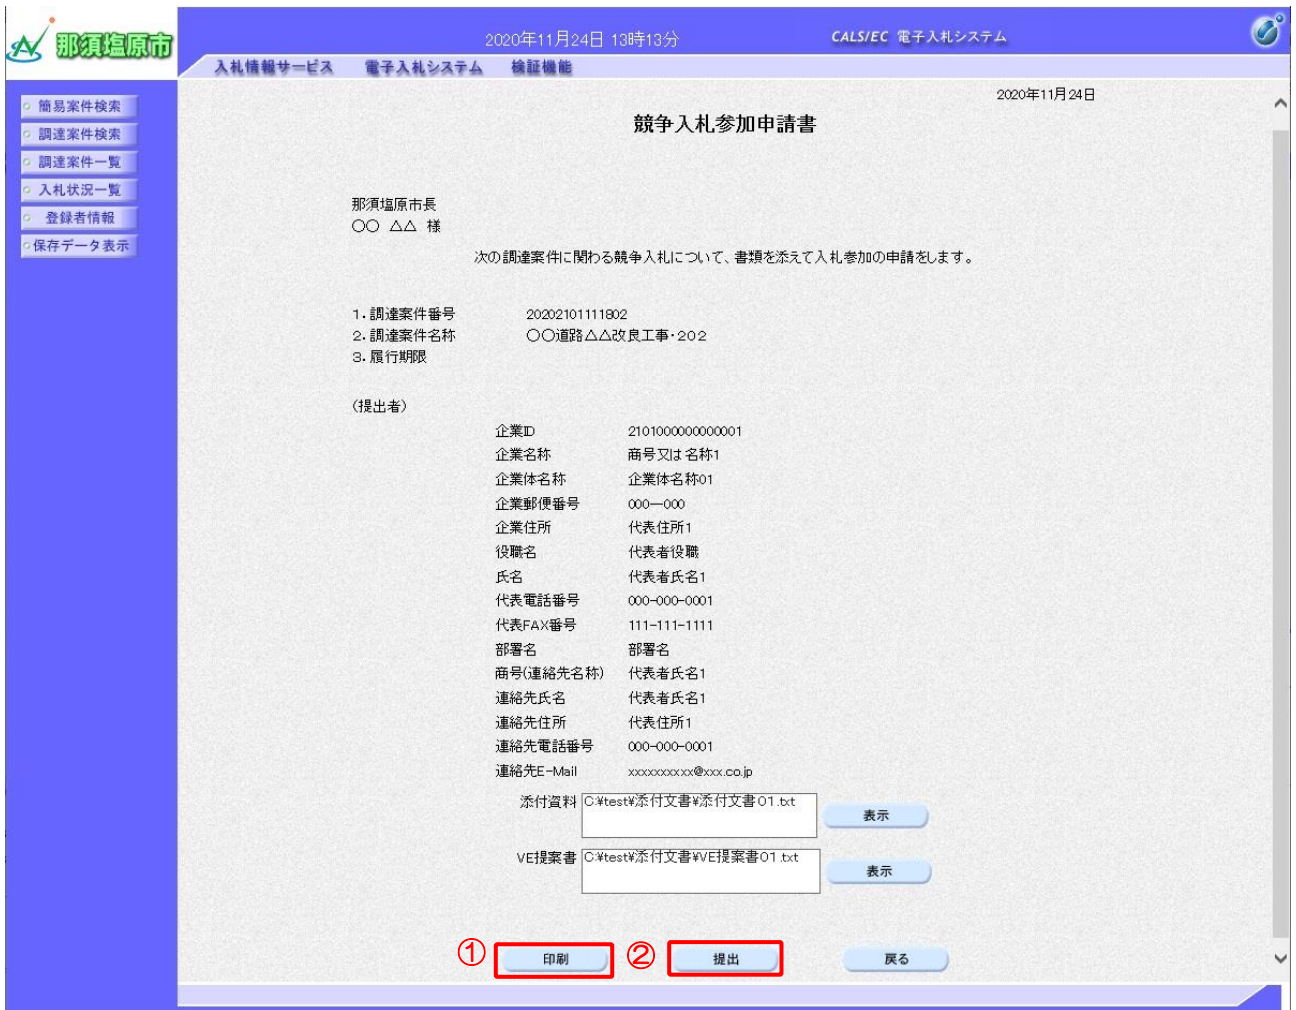 那須塩原市
2020年11月24日 13時13分
CALS/EC 電子入札システム
入札情報サービス 電子入札システム 検証機能
簡易案件検索
調達案件検索
調達案件一覧
入札状況一覧
登録者情報
保存データ表示
2020年11月24日
競争入札参加申請書
那須塩原市長
〇〇 △△ 様
次の調達案件に関わる競争入札について、書類を添えて入札参加の申請をします。
1.調達案件番号 20202101111802
2.調達案件名称 〇〇道路△△改良工事・202
3.履行期限
(提出者)
企業ID 2101000000000001
企業名称 商号又は名称1
企業体名称 企業体名称01
企業郵便番号 000―000
企業住所 代表住所1
役職名 代表者役職
氏名 代表者氏名1
代表電話番号 000-000-0001
代表FAX番号 111-111-1111
部署名 部署名
商号(連絡先名称) 代表者氏名1
連絡先氏名 代表者氏名1
連絡先住所 代表住所1
連絡先電話番号 000-000-0001
連絡先E-Mail xxxxxxxxxx@xxx.co.jp
添付資料 C:¥test¥添付文書¥添付文書01.txt 表示
VE提案書 C:¥test¥添付文書¥VE提案書01.txt 表示
① 印刷 ② 提出 戻る